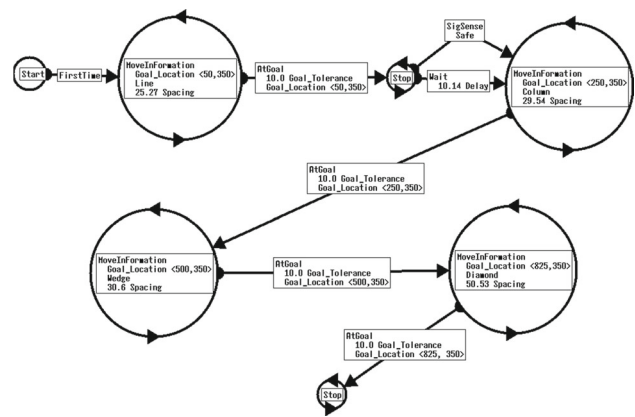 Start
FirstTime
MoveInformation
Goal_Location <50,350>
Line
25.27 Spacing
AtGoal
10.0 Goal_Tolerance
Goal_Location <50,350>
Stop
SigSense
Safe
Wait
10.14 Delay
MoveInformation
Goal_Location <250,350>
Column
29.54 Spacing
AtGoal
10.0 Goal_Tolerance
Goal_Location <250,350>
MoveInformation
Goal_Location <500,350>
Wedge
30.6 Spacing
AtGoal
10.0 Goal_Tolerance
Goal_Location <500,350>
MoveInformation
Goal_Location <825,350>
Diamond
50.53 Spacing
AtGoal
10.0 Goal_Tolerance
Goal_Location <825, 350>
Stop